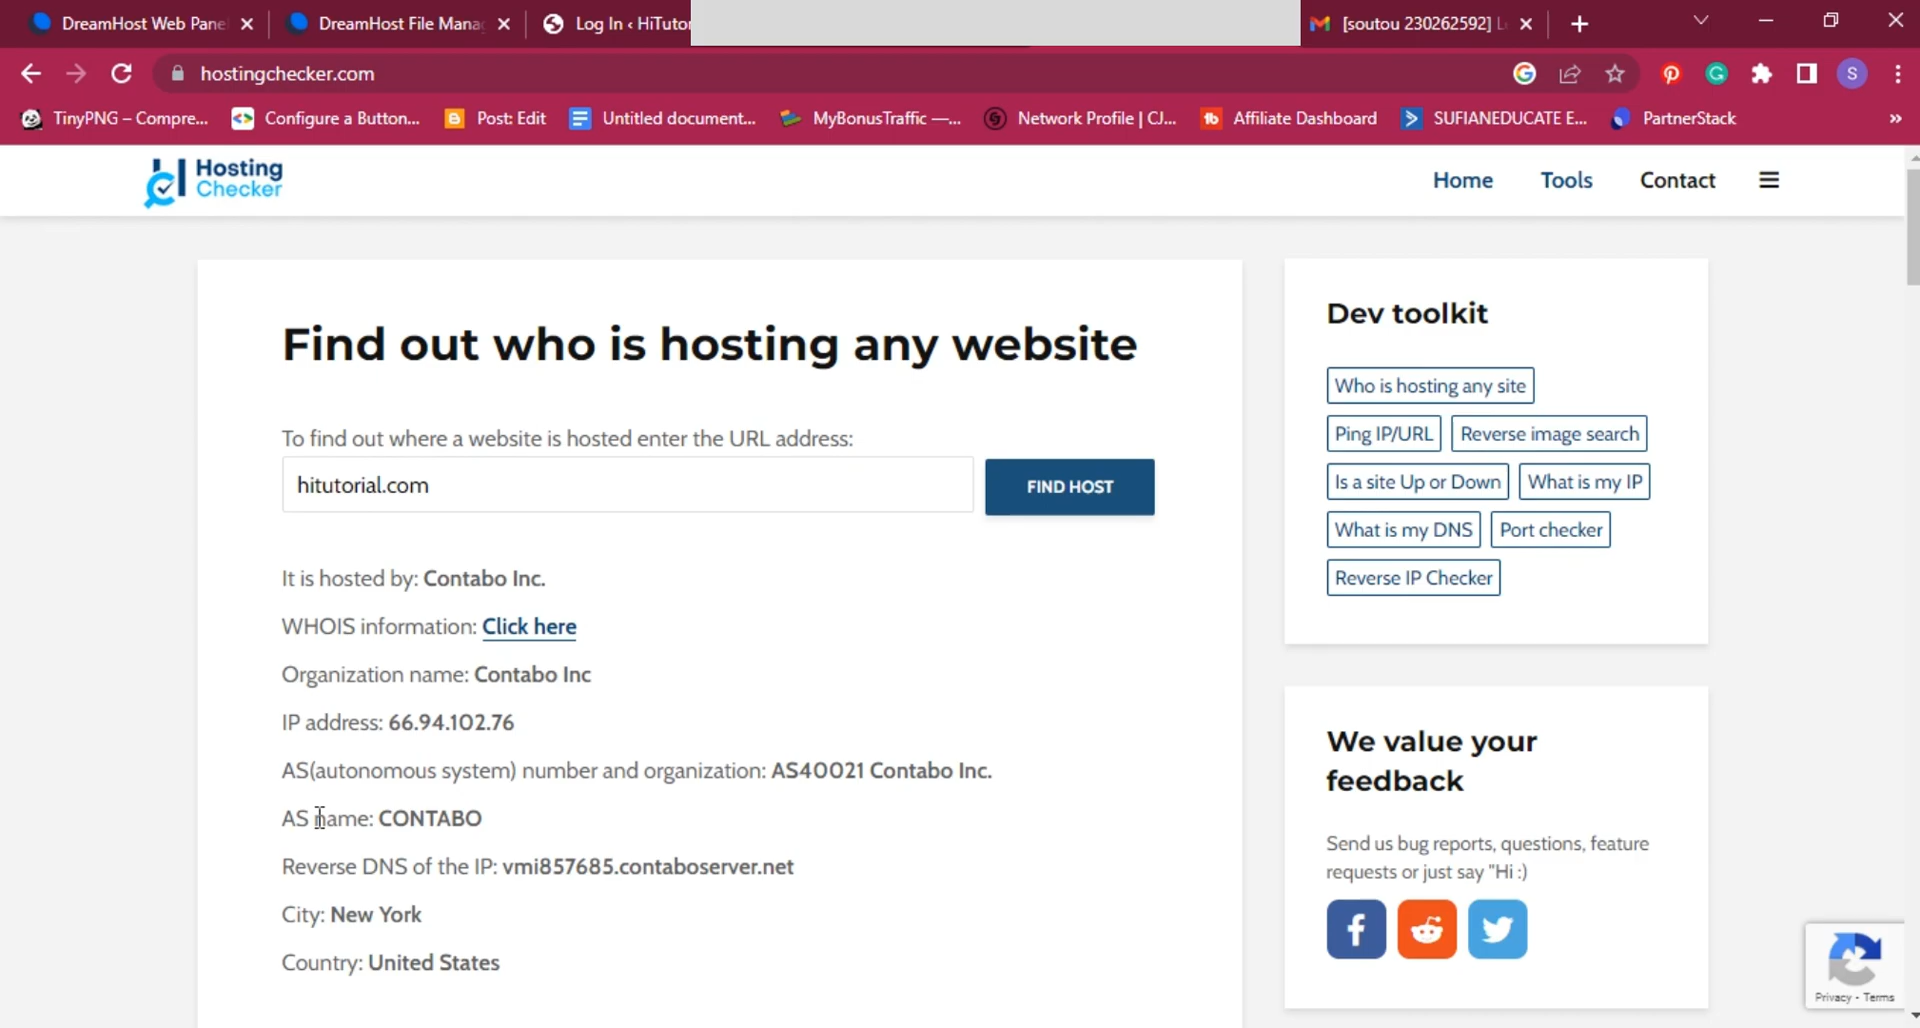 DreamHost Web Pane
DreamHost File Mana
Log In ‹ HiTutor
[soutou 230262592] L
hostingchecker.com
S
TinyPNG – Compre...
Configure a Button...
Post: Edit
Untitled document...
MyBonusTraffic —...
Network Profile | CJ...
Affiliate Dashboard
SUFIANEDUCATE E...
PartnerStack
»
Hosting
Checker
Home
Tools
Contact
Find out who is hosting any website
To find out where a website is hosted enter the URL address:
hitutorial.com
FIND HOST
It is hosted by: Contabo Inc.
WHOIS information: Click here
Organization name: Contabo Inc
IP address: 66.94.102.76
AS(autonomous system) number and organization: AS40021 Contabo Inc.
AS name: CONTABO
Reverse DNS of the IP: vmi857685.contaboserver.net
City: New York
Country: United States
Dev toolkit
Who is hosting any site
Ping IP/URL
Reverse image search
Is a site Up or Down
What is my IP
What is my DNS
Port checker
Reverse IP Checker
We value your
feedback
Send us bug reports, questions, feature
requests or just say "Hi :)
Privacy - Terms